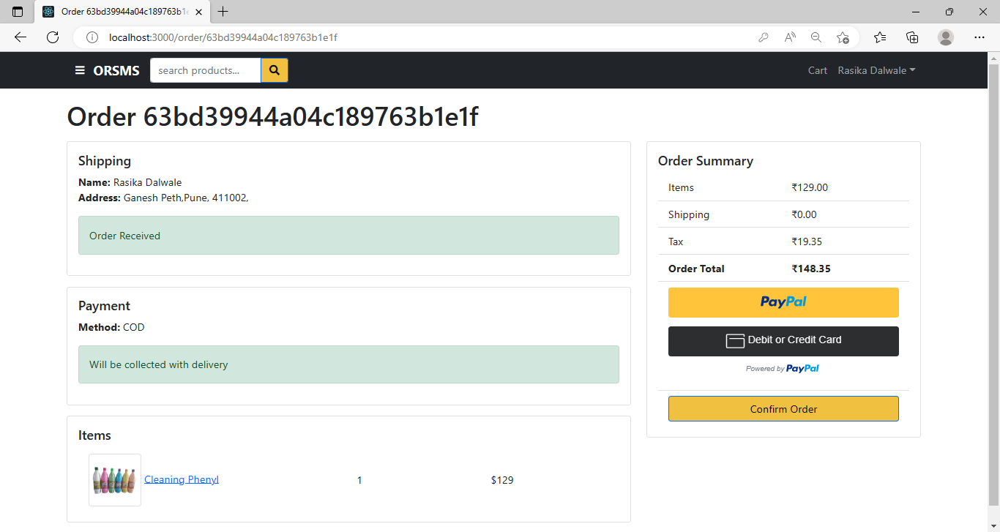 Order 63bd39944a04c189763b1e
localhost:3000/order/63bd39944a04c189763b1e1f
ORSMS
search products...
Cart
Rasika Dalwale
Order 63bd39944a04c189763b1e1f
Shipping
Name: Rasika Dalwale
Address: Ganesh Peth,Pune, 411002,
Order Received
Payment
Method: COD
Will be collected with delivery
Items
Cleaning Phenyl 1 $129
Order Summary
Items ₹129.00
Shipping ₹0.00
Tax ₹19.35
Order Total ₹148.35
PayPal
Debit or Credit Card
Powered by PayPal
Confirm Order